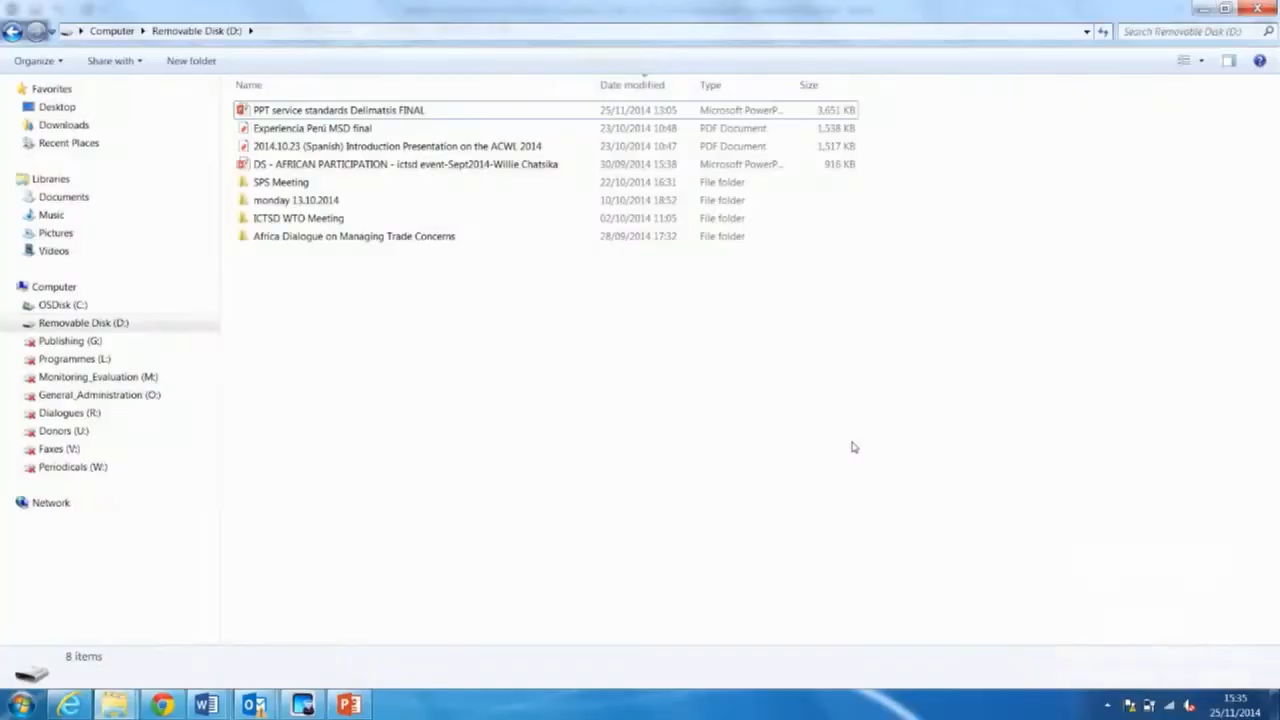 Computer Removable Disk (D:)
Search Removable Disk (D:)
Organize Share with New folder
Favorites
Desktop
Downloads
Recent Places
Libraries
Documents
Music
Pictures
Videos
Computer
OSDisk (C:)
Removable Disk (D:)
Publishing (G:)
Programmes (L:)
Monitoring_Evaluation (M:)
General_Administration (O:)
Dialogues (R:)
Donors (U:)
Faxes (V:)
Periodicals (W:)
Network
Name Date modified Type Size
PPT service standards Delimatsis FINAL 25/11/2014 13:05 Microsoft PowerP... 3,651 KB
Experiencia Perú MSD final 23/10/2014 10:48 PDF Document 1,538 KB
2014.10.23 (Spanish) Introduction Presentation on the ACWL 2014 23/10/2014 10:47 PDF Document 1,517 KB
DS - AFRICAN PARTICIPATION - ictsd event-Sept2014-Willie Chatsika 30/09/2014 15:38 Microsoft PowerP... 916 KB
SPS Meeting 22/10/2014 16:31 File folder
monday 13.10.2014 10/10/2014 18:52 File folder
ICTSD WTO Meeting 02/10/2014 11:05 File folder
Africa Dialogue on Managing Trade Concerns 28/09/2014 17:32 File folder
8 items
15:35
25/11/2014